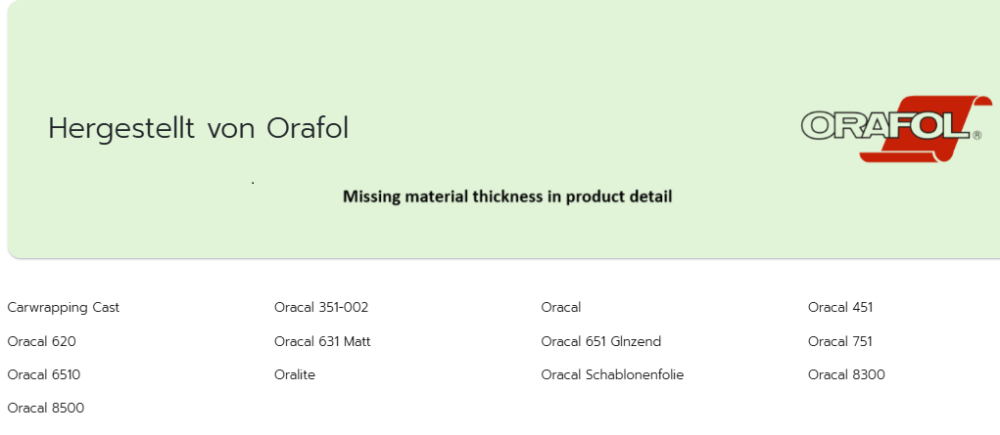 Hergestellt von Orafol
ORAFOL®
.
Missing material thickness in product detail
Carwrapping Cast
Oracal 351-002
Oracal
Oracal 451
Oracal 620
Oracal 631 Matt
Oracal 651 Glnzend
Oracal 751
Oracal 6510
Oralite
Oracal Schablonenfolie
Oracal 8300
Oracal 8500